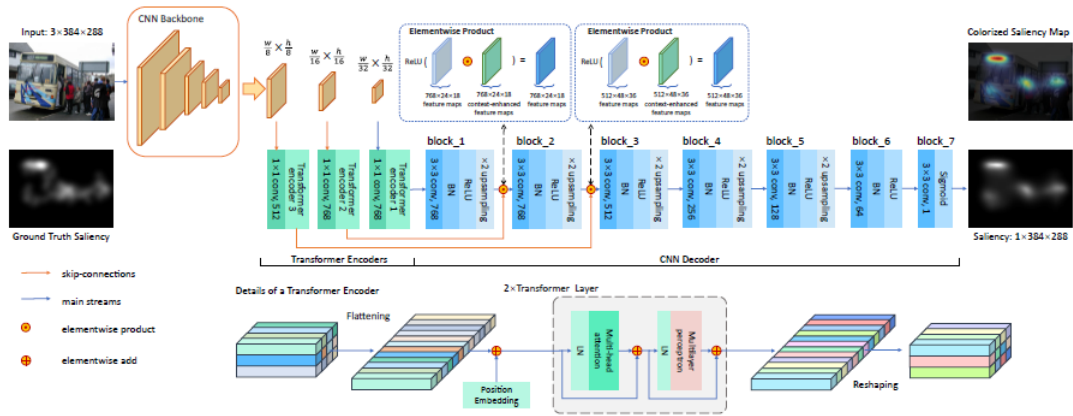 Input: 3×384×288
CNN Backbone
w/8 × h/8
w/16 × h/16
w/32 × h/32
Elementwise Product
ReLU(
) =
768×24×18
feature maps
768×24×18
context-enhanced
feature maps
768×24×18
feature maps
Elementwise Product
ReLU(
) =
512×48×36
feature maps
512×48×36
context-enhanced
feature maps
512×48×36
feature maps
Colorized Saliency Map
Ground Truth Saliency
1×1 conv, 512
Transformer
encoder 3
1×1 conv, 768
Transformer
encoder 2
1×1 conv, 768
Transformer
encoder 1
block_1
3×3 conv, 768
BN
ReLU
×2 upsampling
block_2
3×3 conv, 768
BN
ReLU
×2 upsampling
block_3
3×3 conv, 512
BN
ReLU
×2 upsampling
block_4
3×3 conv, 256
BN
ReLU
×2 upsampling
block_5
3×3 conv, 128
BN
ReLU
×2 upsampling
block_6
3×3 conv, 64
BN
ReLU
block_7
3×3 conv, 1
Sigmoid
Saliency: 1×384×288
Transformer Encoders
CNN Decoder
skip-connections
main streams
elementwise product
elementwise add
Details of a Transformer Encoder
Flattening
Position
Embedding
2×Transformer Layer
LN
Multi-head
attention
LN
Multilayer
perceptron
Reshaping